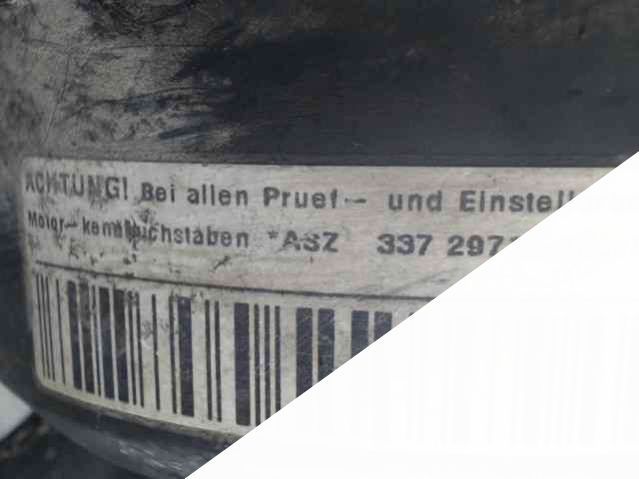 ACHTUNG! Bei allen Pruef-- und Einstell
Motor-- kennbuchstaben *ASZ 337 297